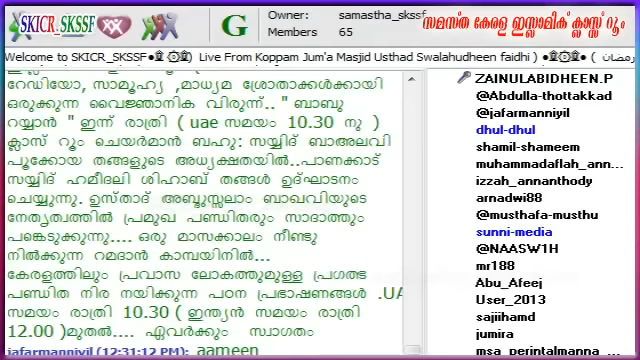 SKICR_SKSSF
G
Owner: samastha_skssf
Members 65
സമസ്ത കേരള ഇസ്ലാമിക് ക്ലാസ്സ് റൂം
Welcome to SKICR_SKSSF Live From Koppam Jum'a Masjid Usthad Swalahudheen faidhi )
റേഡിയോ, സാമൂഹ്യ ,മാധ്യമ ശ്രോതാക്കൾക്കായി
ഒരുക്കുന്ന വൈജ്ഞാനിക വിരുന്ന്.. " ബാബു
റയ്യാൻ " ഇന്ന് രാത്രി ( uae സമയം 10.30 നു )
ക്ലാസ് റൂം ചെയർമാൻ ബഹു: സയ്യിദ് ബാഅലവി
പൂക്കോയ തങ്ങളുടെ അധ്യക്ഷതയിൽ..പാണക്കാട്
സയ്യിദ് ഹമീദലി ശിഹാബ് തങ്ങൾ ഉദ്ഘാടനം
ചെയ്യുന്നു. ഉസ്താദ് അബ്ദുസ്സലാം ബാഖവിയുടെ
നേതൃത്വത്തിൽ പ്രമുഖ പണ്ഡിതരും സാദാത്തും
പങ്കെടുക്കുന്നു.... ഒരു മാസക്കാലം നീണ്ടു
നിൽക്കുന്ന റമദാൻ കാമ്പയിനിൽ...
കേരളത്തിലും പ്രവാസ ലോകത്തുമുള്ള പ്രഗത്ഭ
പണ്ഡിത നിര നയിക്കുന്ന പഠന പ്രഭാഷണങ്ങൾ .UA
സമയം രാത്രി 10.30 ( ഇന്ത്യൻ സമയം രാത്രി
12.00 )മുതൽ.... ഏവർക്കും സ്വാഗതം
jafarmanniyil (12:31:12 PM): aameen
ZAINULABIDHEEN.P
@Abdulla-thottakkad
@jafarmanniyil
dhul-dhul
shamil-shameem
muhammadaflah_ann...
izzah_annanthody
arnadwi88
@musthafa-musthu
sunni-media
@NAASW1H
mr188
Abu_Afeej
User_2013
sajiihamd
jumira
msa_perintalmanna_